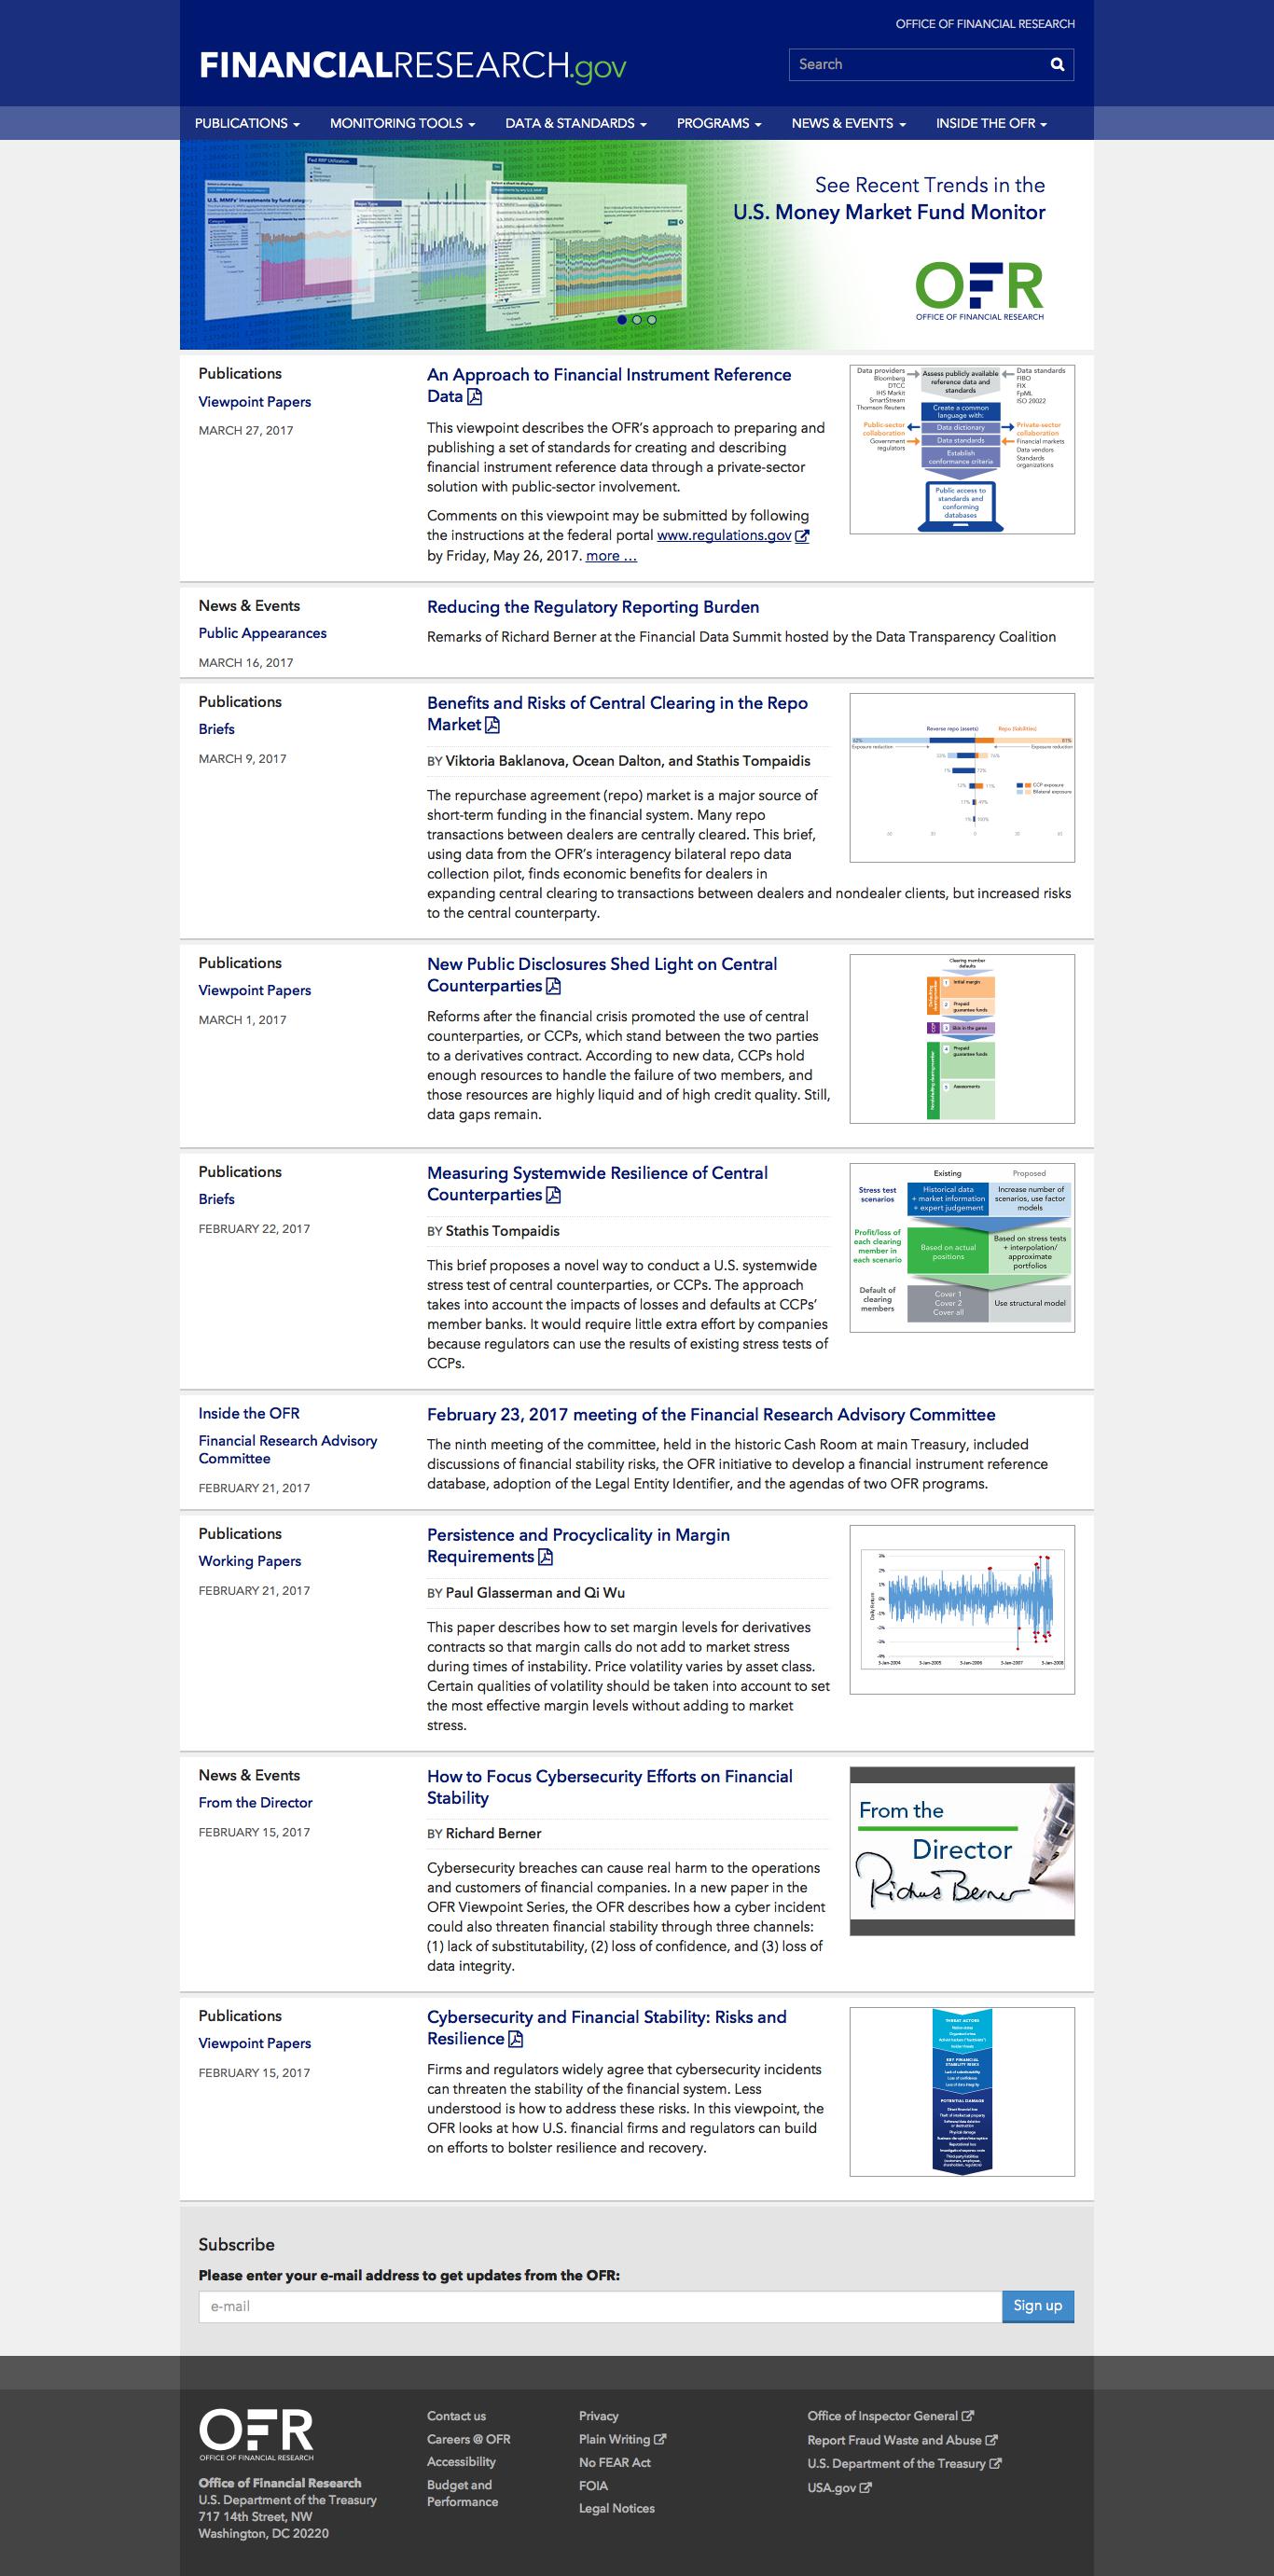 OFFICE OF FINANCIAL RESEARCH
FINANCIALRESEARCH.gov
Search
PUBLICATIONS
MONITORING TOOLS
DATA & STANDARDS
PROGRAMS
NEWS & EVENTS
INSIDE THE OFR
See Recent Trends in the
U.S. Money Market Fund Monitor
OFR
OFFICE OF FINANCIAL RESEARCH
Publications
Viewpoint Papers
MARCH 27, 2017
An Approach to Financial Instrument Reference
Data
This viewpoint describes the OFR’s approach to preparing and
publishing a set of standards for creating and describing
financial instrument reference data through a private-sector
solution with public-sector involvement.
Comments on this viewpoint may be submitted by following
the instructions at the federal portal www.regulations.gov
by Friday, May 26, 2017. more …
Data providers
Bloomberg
DTCC
IHS Markit
SmartStream
Thomson Reuters
Assess publicly available
reference data and
standards
Data standards
FIBO
FIX
FpML
ISO 20022
Create a common
language with:
Public-sector
collaboration
Government
regulators
Data dictionary
Data standards
Private-sector
collaboration
Financial markets
Data vendors
Standards
organizations
Establish
conformance criteria
Public access to
standards and
conforming
databases
News & Events
Public Appearances
MARCH 16, 2017
Reducing the Regulatory Reporting Burden
Remarks of Richard Berner at the Financial Data Summit hosted by the Data Transparency Coalition
Publications
Briefs
MARCH 9, 2017
Benefits and Risks of Central Clearing in the Repo
Market
BY Viktoria Baklanova, Ocean Dalton, and Stathis Tompaidis
The repurchase agreement (repo) market is a major source of
short-term funding in the financial system. Many repo
transactions between dealers are centrally cleared. This brief,
using data from the OFR’s interagency bilateral repo data
collection pilot, finds economic benefits for dealers in
expanding central clearing to transactions between dealers and nondealer clients, but increased risks
to the central counterparty.
Reverse repo (assets)
Repo (liabilities)
Exposure reduction
Exposure reduction
CCP exposure
Bilateral exposure
Publications
Viewpoint Papers
MARCH 1, 2017
New Public Disclosures Shed Light on Central
Counterparties
Reforms after the financial crisis promoted the use of central
counterparties, or CCPs, which stand between the two parties
to a derivatives contract. According to new data, CCPs hold
enough resources to handle the failure of two members, and
those resources are highly liquid and of high credit quality. Still,
data gaps remain.
Clearing member
defaults
1 Initial margin
2 Prepaid
guarantee funds
CCP
3 Skin in the game
4 Prepaid
guarantee funds
5 Assessments
Publications
Briefs
FEBRUARY 22, 2017
Measuring Systemwide Resilience of Central
Counterparties
BY Stathis Tompaidis
This brief proposes a novel way to conduct a U.S. systemwide
stress test of central counterparties, or CCPs. The approach
takes into account the impacts of losses and defaults at CCPs’
member banks. It would require little extra effort by companies
because regulators can use the results of existing stress tests of
CCPs.
Existing
Proposed
Stress test
scenarios
Historical data
+ market information
+ expert judgement
Increase number of
scenarios, use factor
models
Profit/loss of
each clearing
member in
each scenario
Based on actual
positions
Based on stress tests
+ interpolation/
approximate
portfolios
Default of
clearing
members
Cover 1
Cover 2
Cover all
Use structural model
Inside the OFR
Financial Research Advisory
Committee
FEBRUARY 21, 2017
February 23, 2017 meeting of the Financial Research Advisory Committee
The ninth meeting of the committee, held in the historic Cash Room at main Treasury, included
discussions of financial stability risks, the OFR initiative to develop a financial instrument reference
database, adoption of the Legal Entity Identifier, and the agendas of two OFR programs.
Publications
Working Papers
FEBRUARY 21, 2017
Persistence and Procyclicality in Margin
Requirements
BY Paul Glasserman and Qi Wu
This paper describes how to set margin levels for derivatives
contracts so that margin calls do not add to market stress
during times of instability. Price volatility varies by asset class.
Certain qualities of volatility should be taken into account to set
the most effective margin levels without adding to market
stress.
3-Jan-2004
3-Jan-2005
3-Jan-2006
3-Jan-2007
3-Jan-2008
News & Events
From the Director
FEBRUARY 15, 2017
How to Focus Cybersecurity Efforts on Financial
Stability
BY Richard Berner
Cybersecurity breaches can cause real harm to the operations
and customers of financial companies. In a new paper in the
OFR Viewpoint Series, the OFR describes how a cyber incident
could also threaten financial stability through three channels:
(1) lack of substitutability, (2) loss of confidence, and (3) loss of
data integrity.
From the
Director
Richard Berner
Publications
Viewpoint Papers
FEBRUARY 15, 2017
Cybersecurity and Financial Stability: Risks and
Resilience
Firms and regulators widely agree that cybersecurity incidents
can threaten the stability of the financial system. Less
understood is how to address these risks. In this viewpoint, the
OFR looks at how U.S. financial firms and regulators can build
on efforts to bolster resilience and recovery.
THREAT ACTORS
KEY FINANCIAL
STABILITY RISKS
POTENTIAL DAMAGE
Subscribe
Please enter your e-mail address to get updates from the OFR:
e-mail
Sign up
OFR
OFFICE OF FINANCIAL RESEARCH
Office of Financial Research
U.S. Department of the Treasury
717 14th Street, NW
Washington, DC 20220
Contact us
Careers @ OFR
Accessibility
Budget and
Performance
Privacy
Plain Writing
No FEAR Act
FOIA
Legal Notices
Office of Inspector General
Report Fraud Waste and Abuse
U.S. Department of the Treasury
USA.gov